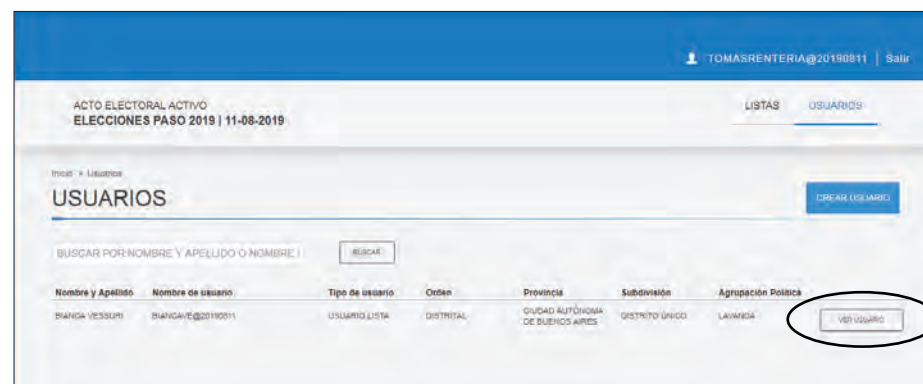 TOMASRENTERIA@20190811 | Salir
ACTO ELECTORAL ACTIVO
ELECCIONES PASO 2019 | 11-08-2019
LISTAS USUARIOS
Inicio > Usuarios
USUARIOS
CREAR USUARIO
BUSCAR POR NOMBRE Y APELLIDO O NOMBRE
BUSCAR
Nombre y Apellido Nombre de usuario Tipo de usuario Orden Provincia Subdivisión Agrupación Política
BIANCA VESSURI BIANCAVE@20190811 USUARIO LISTA DISTRITAL CIUDAD AUTÓNOMA DISTRITO ÚNICO LAVANDA VER USUARIO
DE BUENOS AIRES